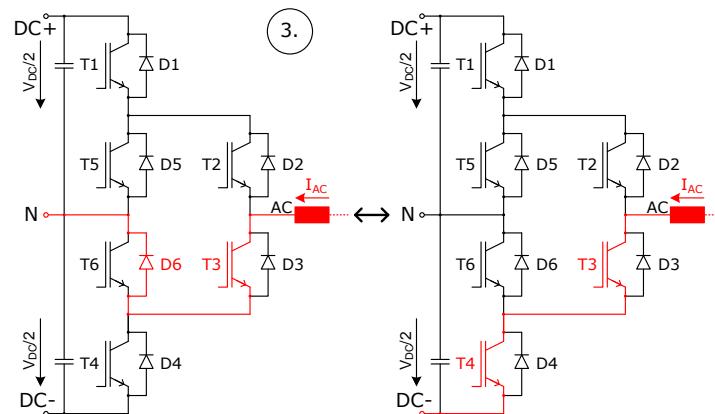 3.
DC+
V_DC/2
T1
D1
T5
D5
T2
D2
I_AC
AC
N
T6
D6
T3
D3
V_DC/2
T4
D4
DC-
DC+
V_DC/2
T1
D1
T5
D5
T2
D2
I_AC
AC
N
T6
D6
T3
D3
V_DC/2
T4
D4
DC-